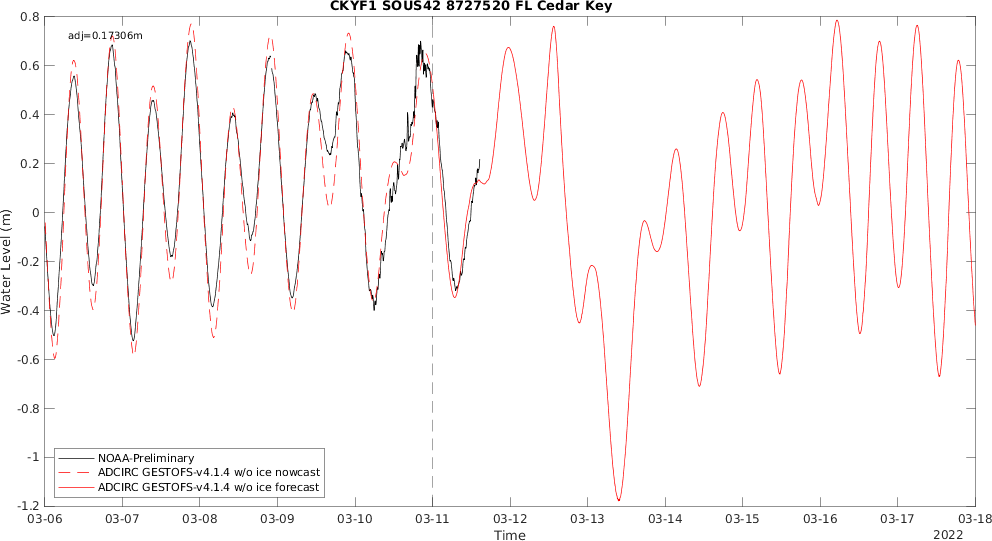 CKYF1 SOUS42 8727520 FL Cedar Key
adj=0.17306m
0.8
0.6
0.4
0.2
0
-0.2
-0.4
-0.6
-0.8
-1
-1.2
Water Level (m)
NOAA-Preliminary
ADCIRC GESTOFS-v4.1.4 w/o ice nowcast
ADCIRC GESTOFS-v4.1.4 w/o ice forecast
03-06 03-07 03-08 03-09 03-10 03-11 03-12 03-13 03-14 03-15 03-16 03-17 03-18
Time
2022